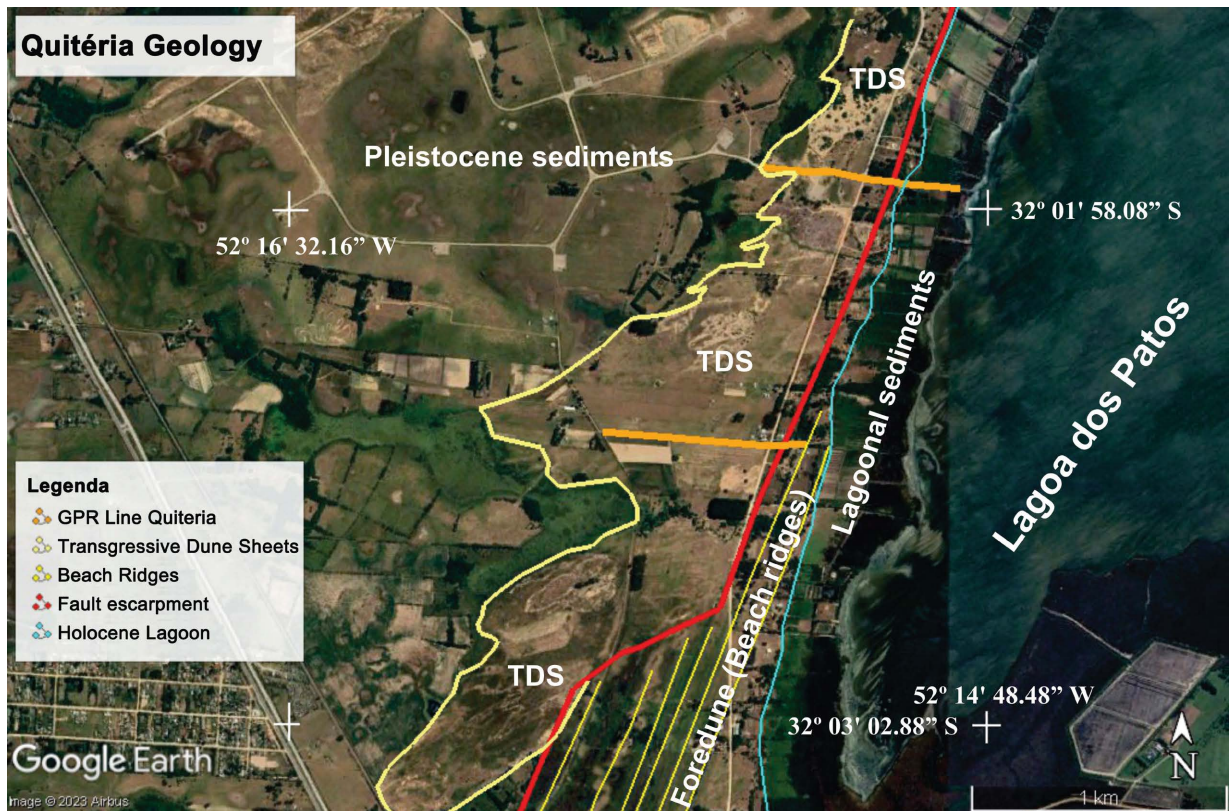 Quitéria Geology
TDS
Pleistocene sediments
32º 01' 58.08” S
52º 16' 32.16” W
TDS
Lagoonal sediments
Lagoa dos Patos
Legenda
GPR Line Quiteria
Transgressive Dune Sheets
Beach Ridges
Fault escarpment
Holocene Lagoon
Foredune (Beach ridges)
TDS
52º 14' 48.48” W
32º 03' 02.88” S
N
Google Earth
Image © 2023 Airbus
1 km